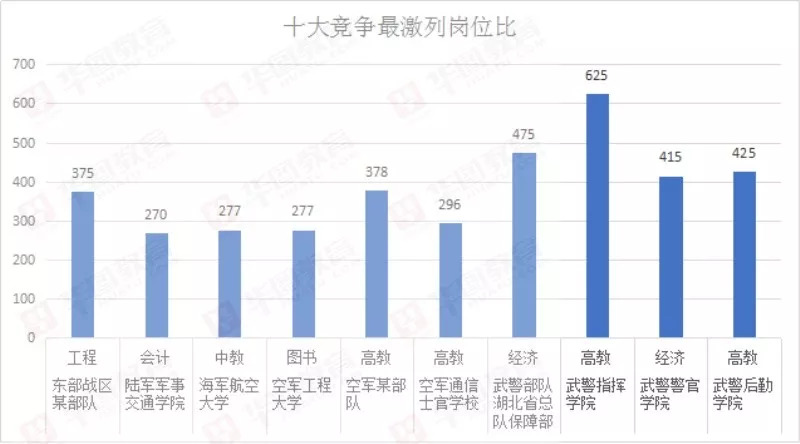 十大竞争最激列岗位比
700
600
500
400
300
200
100
0
375
270
277
277
378
296
475
625
415
425
工程
会计
中教
图书
高教
高教
经济
高教
经济
高教
东部战区
某部队
陆军军事
交通学院
海军航空
大学
空军工程
大学
空军某部
队
空军通信
士官学校
武警部队
湖北省总
队保障部
武警指挥
学院
武警警官
学院
武警后勤
学院
华图教育